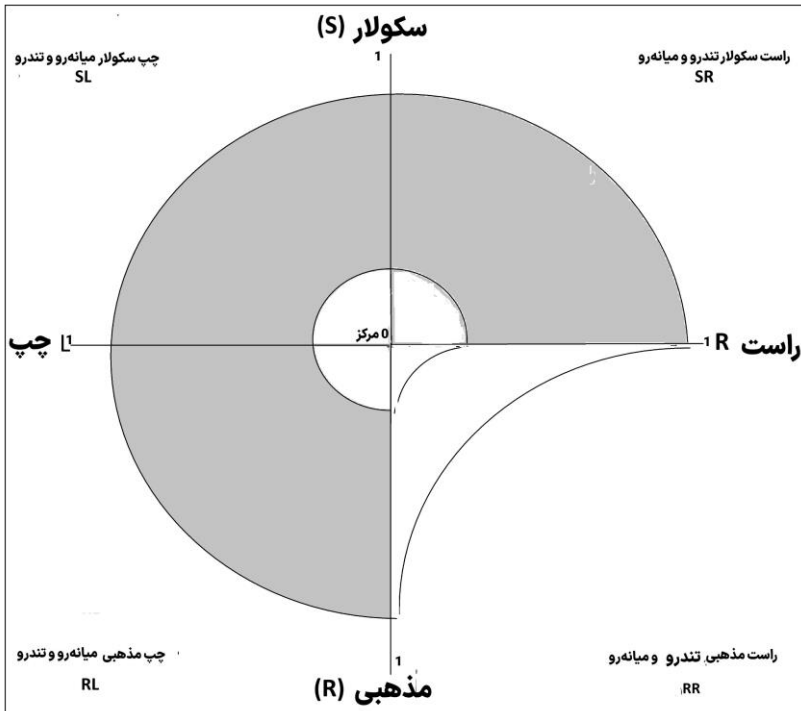 سکولار (S)
1
چپ سکولار میانه‌رو و تندرو
SL
راست سکولار تندرو و میانه‌رو
SR
0 مرکز
راست R 1
1 L چپ
1
مذهبی (R)
چپ مذهبی میانه‌رو و تندرو
RL
راست مذهبی تندرو و میانه‌رو
RR